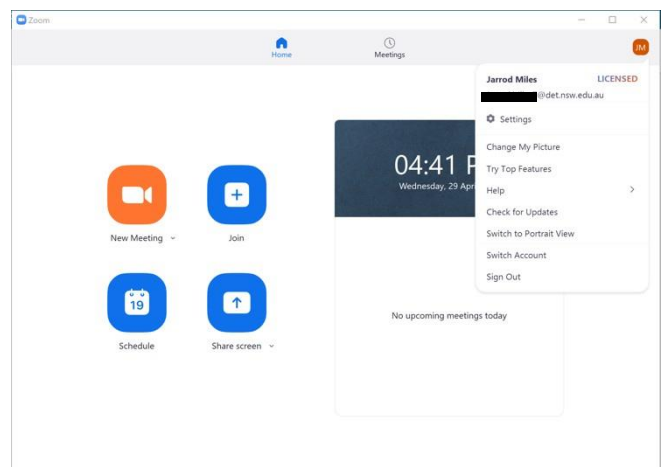 Zoom
Home
Meetings
JM
Jarrod Miles LICENSED
@det.nsw.edu.au
Settings
Change My Picture
Try Top Features
Help
Check for Updates
Switch to Portrait View
Switch Account
Sign Out
04:41 P
Wednesday, 29 Apri
New Meeting
Join
19
Schedule
Share screen
No upcoming meetings today